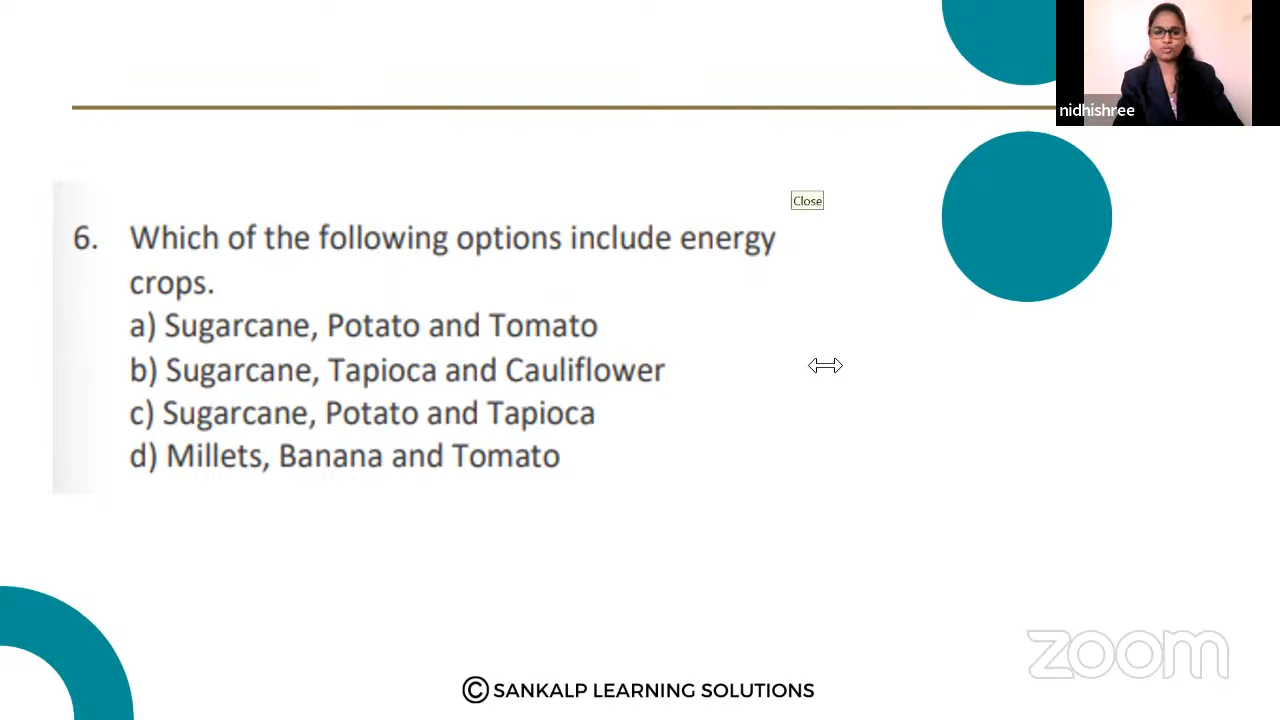 nidhishree
Close
6. Which of the following options include energy
crops.
a) Sugarcane, Potato and Tomato
b) Sugarcane, Tapioca and Cauliflower
c) Sugarcane, Potato and Tapioca
d) Millets, Banana and Tomato
zoom
© SANKALP LEARNING SOLUTIONS